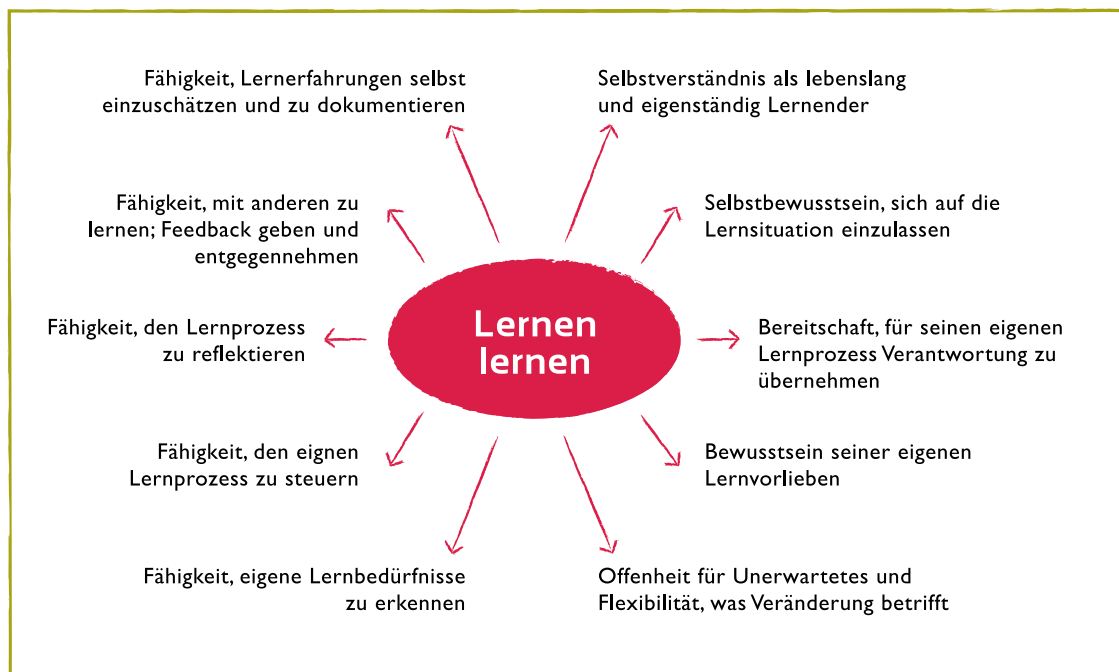 Fähigkeit, Lernerfahrungen selbst
einzuschätzen und zu dokumentieren
Selbstverständnis als lebenslang
und eigenständig Lernender
Fähigkeit, mit anderen zu
lernen; Feedback geben und
entgegennehmen
Selbstbewusstsein, sich auf die
Lernsituation einzulassen
Fähigkeit, den Lernprozess
zu reflektieren
Lernen
lernen
Bereitschaft, für seinen eigenen
Lernprozess Verantwortung zu
übernehmen
Fähigkeit, den eignen
Lernprozess zu steuern
Bewusstsein seiner eigenen
Lernvorlieben
Fähigkeit, eigene Lernbedürfnisse
zu erkennen
Offenheit für Unerwartetes und
Flexibilität, was Veränderung betrifft